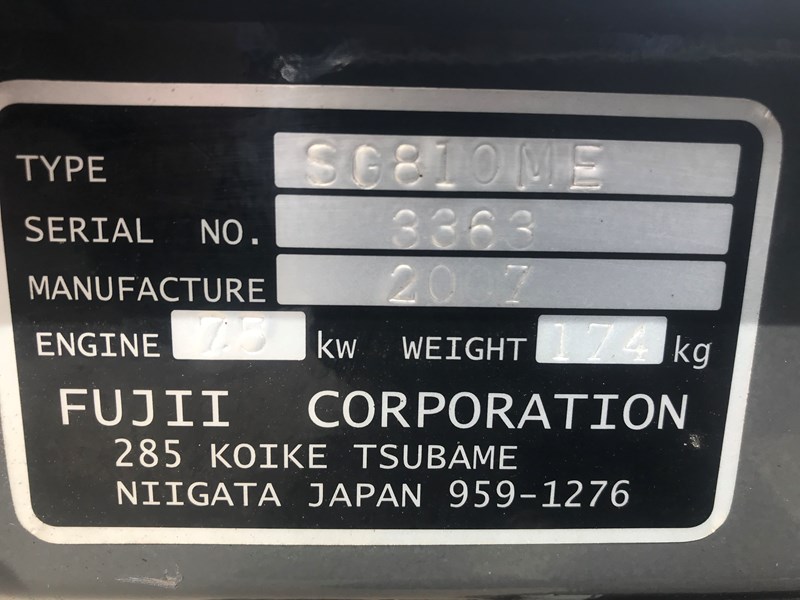 TYPE SG810ME
SERIAL NO. 3363
MANUFACTURE
ENGINE kw WEIGHT 174 kg
FUJII CORPORATION
285 KOIKE TSUBAME
NIIGATA JAPAN 959-1276